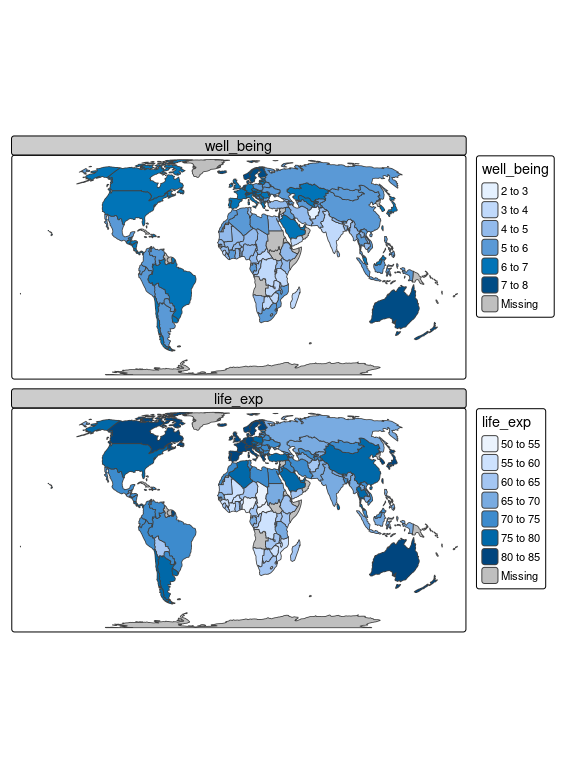 well_being
well_being
2 to 3
3 to 4
4 to 5
5 to 6
6 to 7
7 to 8
Missing
life_exp
life_exp
50 to 55
55 to 60
60 to 65
65 to 70
70 to 75
75 to 80
80 to 85
Missing